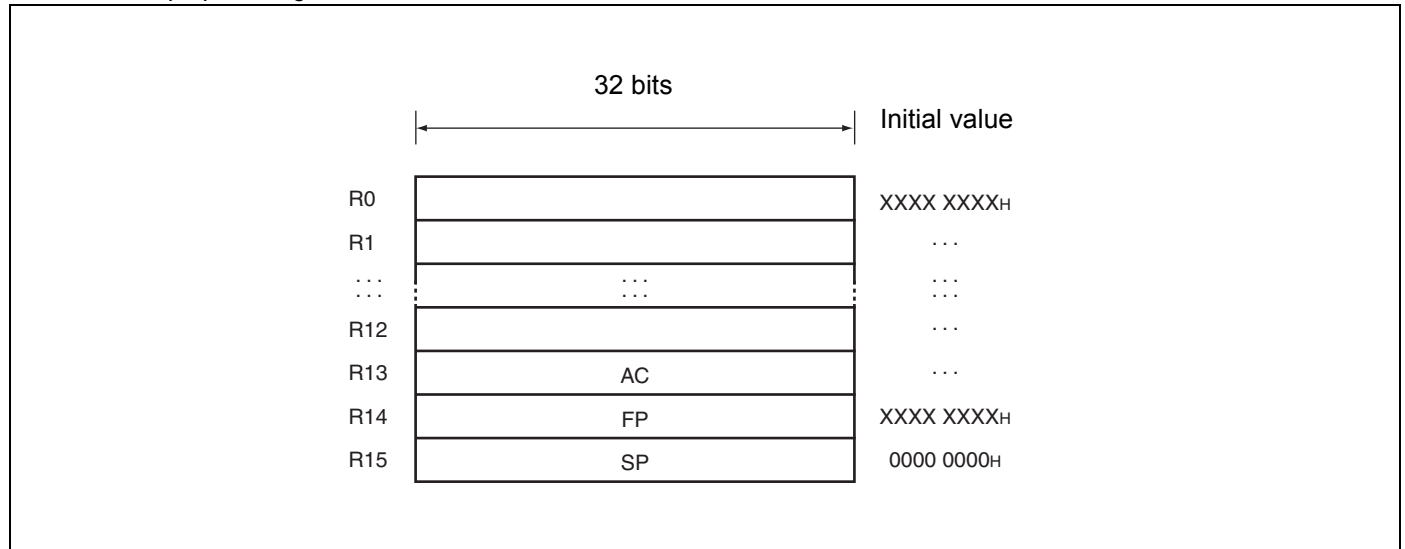 32 bits
Initial value
R0 XXXX XXXXH
R1 ...
... ... ...
... ... ...
R12 ...
R13 AC ...
R14 FP XXXX XXXXH
R15 SP 0000 0000H